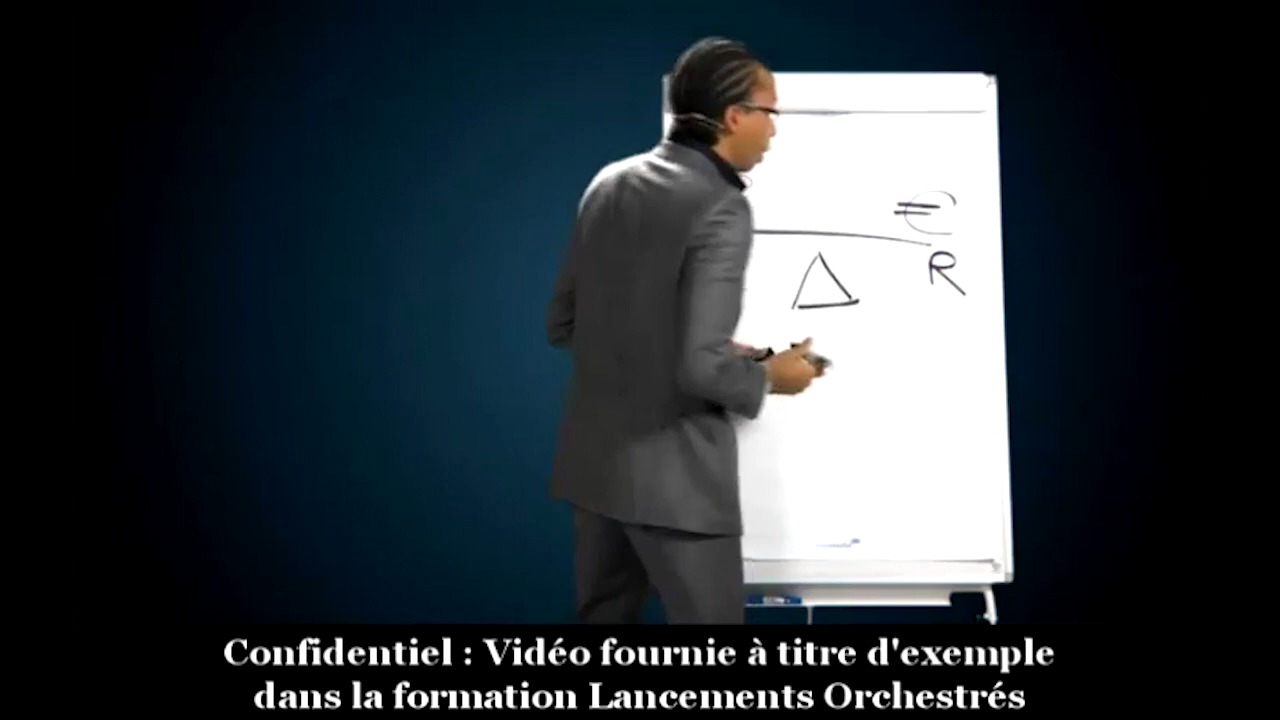 €
Δ R
Confidentiel : Vidéo fournie à titre d'exemple
dans la formation Lancements Orchestrés